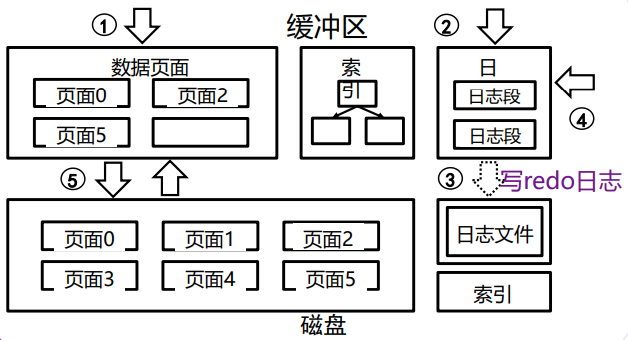 ① 缓冲区 ②
数据页面 索引 日
页面0 页面2 日志段
页面5 日志段 ④
⑤ ③ 写redo日志
页面0 页面1 页面2 日志文件
页面3 页面4 页面5 索引
磁盘